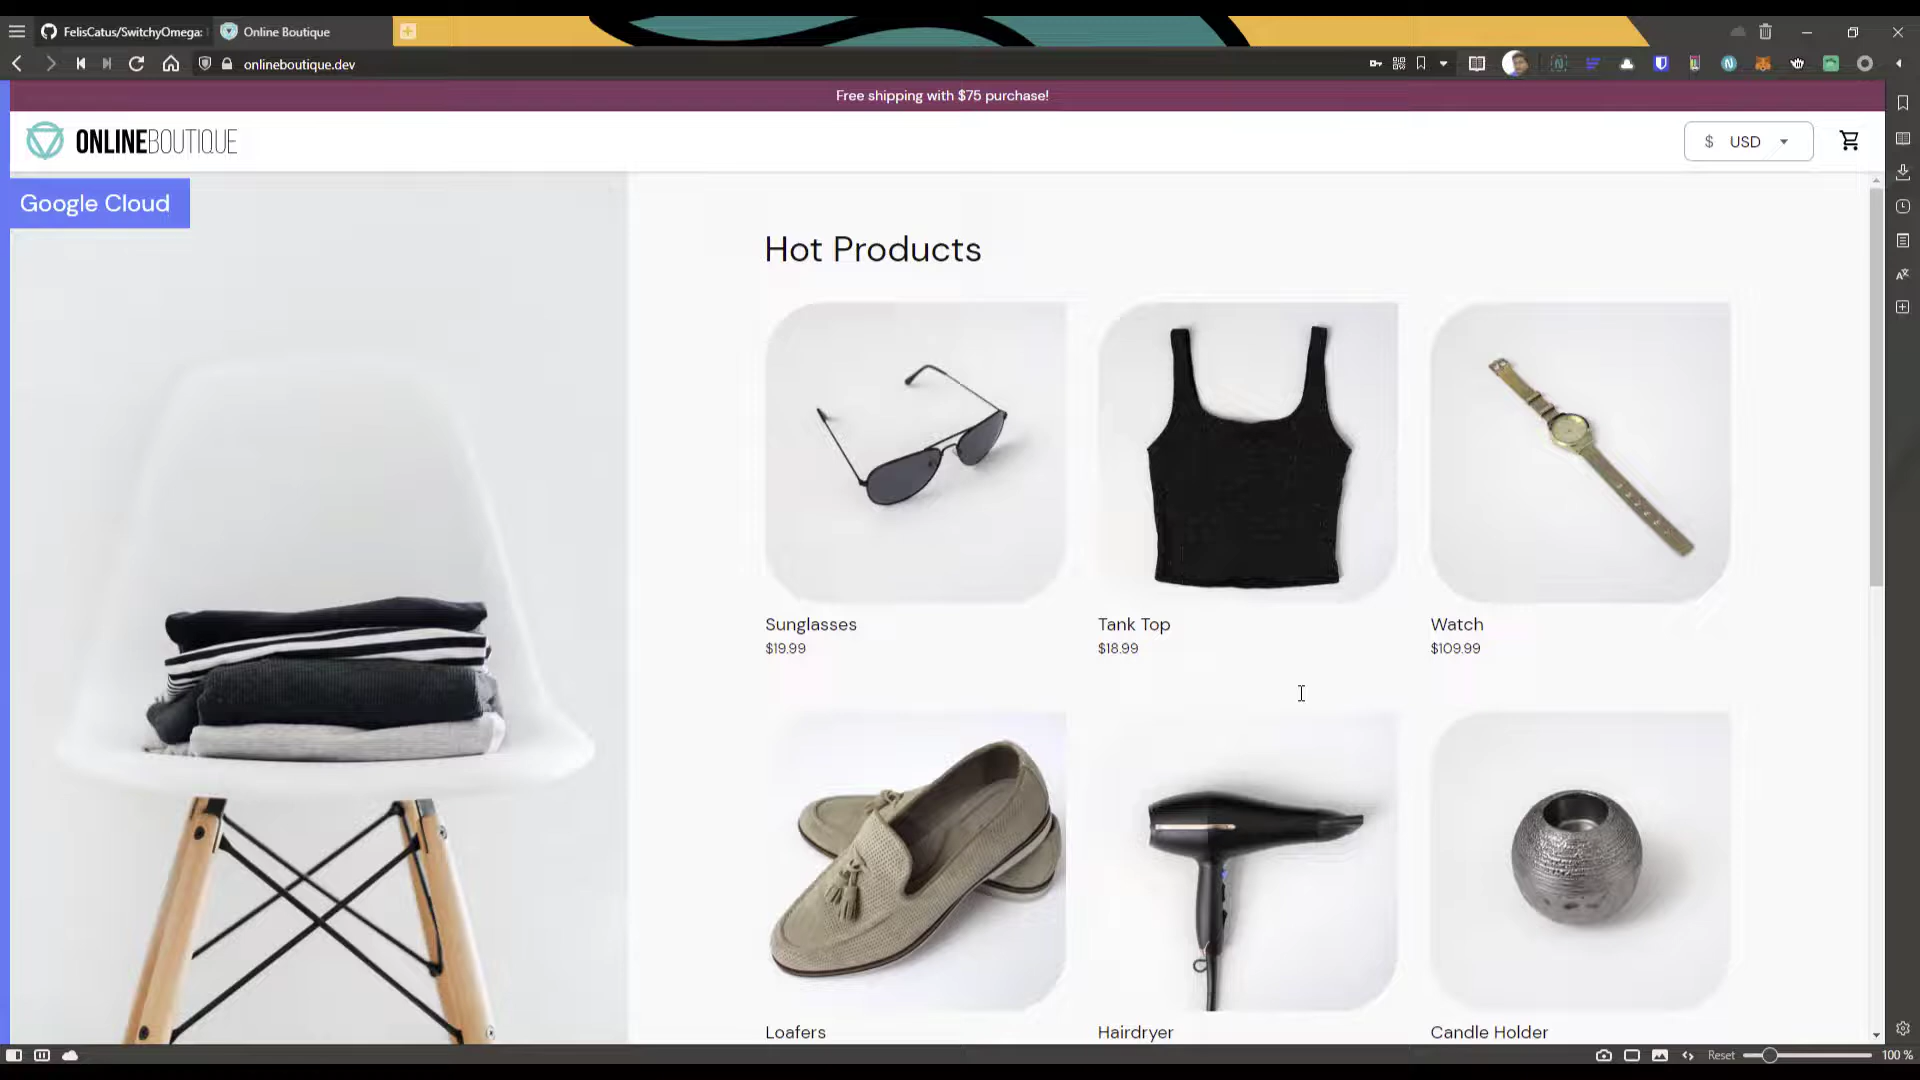 FelisCatus/SwitchyOmega:
Online Boutique
onlineboutique.dev
Free shipping with $75 purchase!
ONLINEBOUTIQUE
$ USD
Google Cloud
Hot Products
Sunglasses
$19.99
Tank Top
$18.99
Watch
$109.99
Loafers
Hairdryer
Candle Holder
Reset
100 %